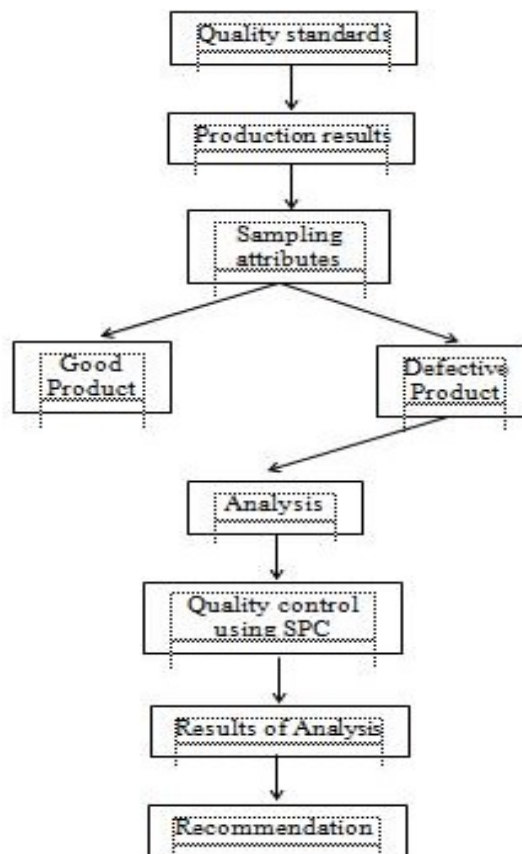 Quality standards
Production results
Sampling
attributes
Good
Product
Defective
Product
Analysis
Quality control
using SPC
Results of Analysis
Recommendation